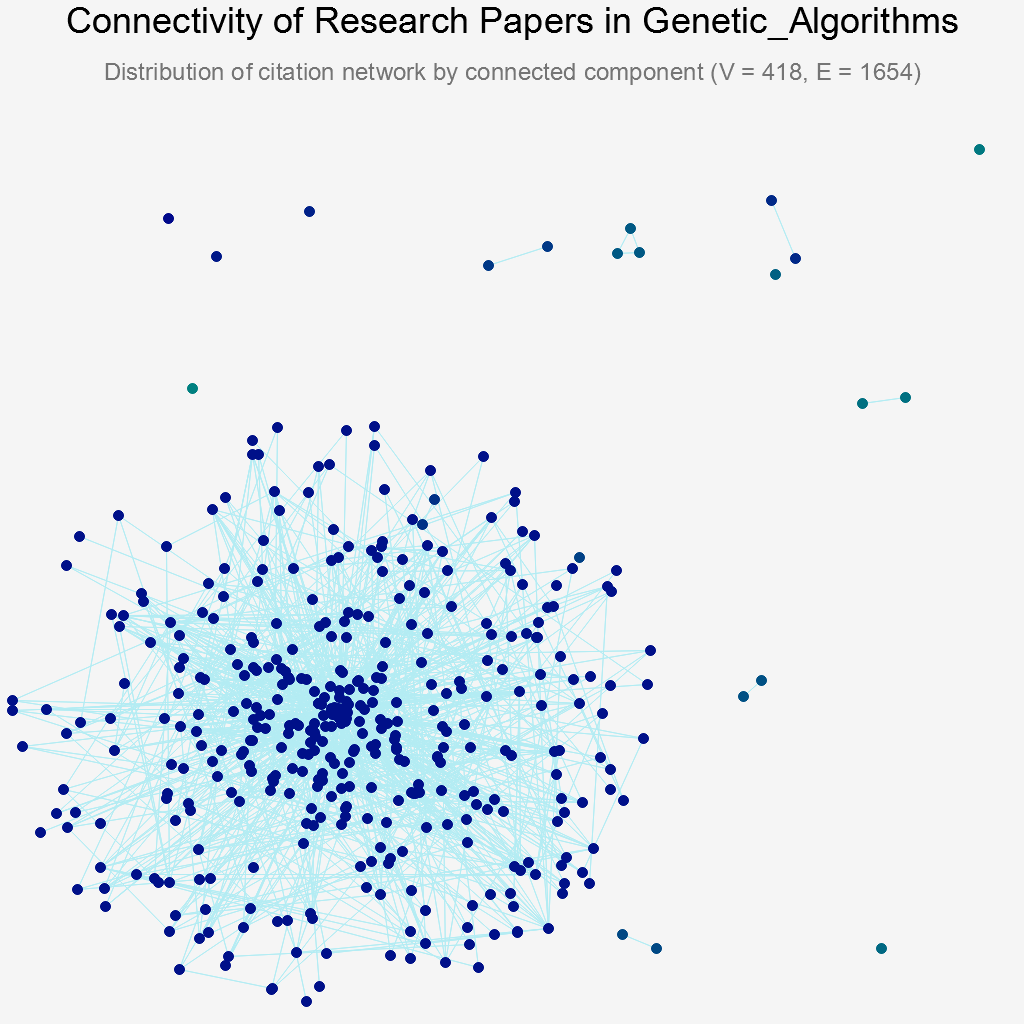 Connectivity of Research Papers in Genetic_Algorithms
Distribution of citation network by connected component (V = 418, E = 1654)